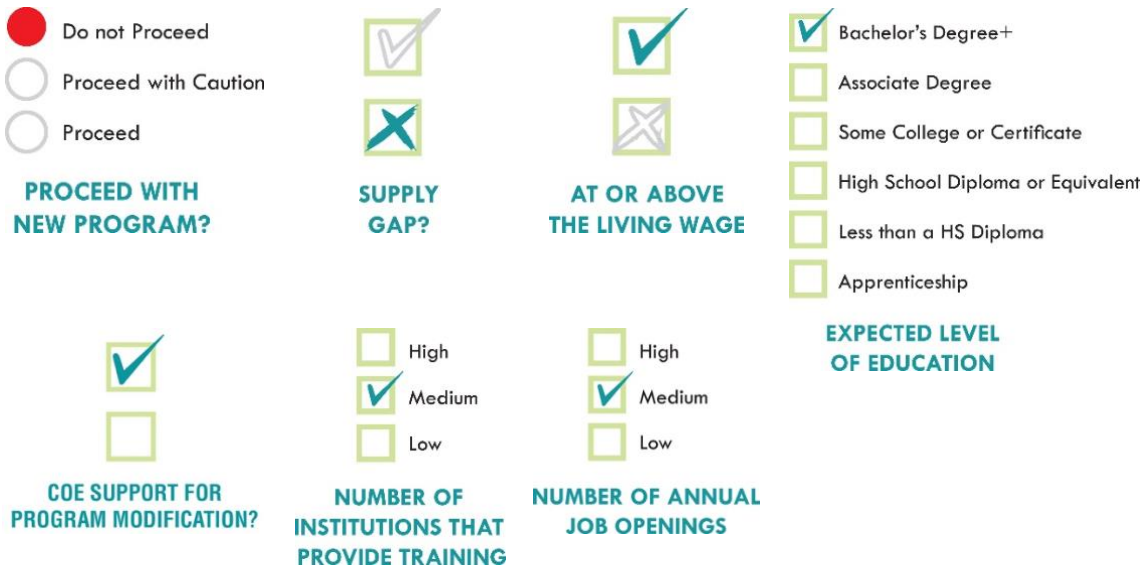 Do not Proceed
Proceed with Caution
Proceed
PROCEED WITH
NEW PROGRAM?
SUPPLY
GAP?
AT OR ABOVE
THE LIVING WAGE
Bachelor's Degree+
Associate Degree
Some College or Certificate
High School Diploma or Equivalent
Less than a HS Diploma
Apprenticeship
EXPECTED LEVEL
OF EDUCATION
COE SUPPORT FOR
PROGRAM MODIFICATION?
High
Medium
Low
NUMBER OF
INSTITUTIONS THAT
PROVIDE TRAINING
High
Medium
Low
NUMBER OF ANNUAL
JOB OPENINGS